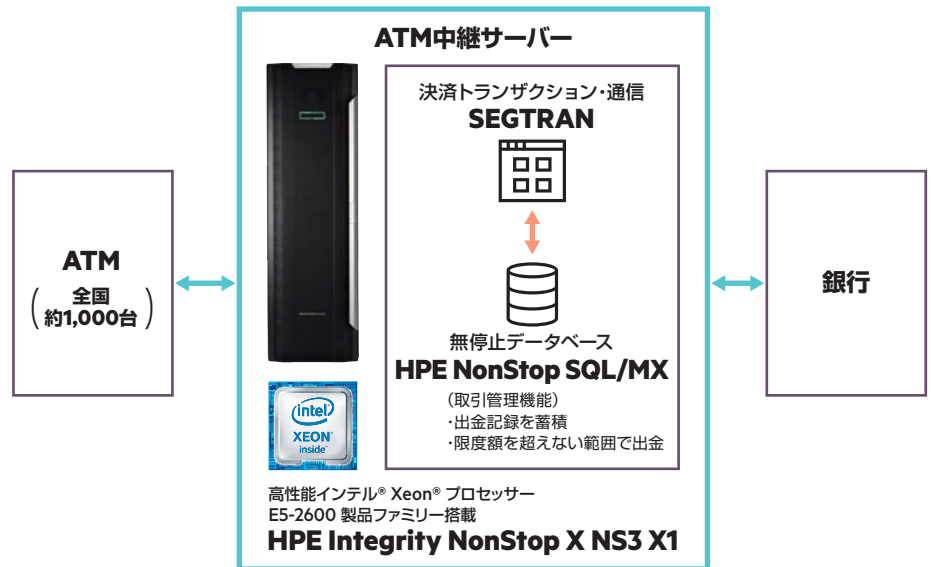 ATM中継サーバー
決済トランザクション・通信
SEGTRAN
ATM
(全国
約1,000台)
銀行
無停止データベース
HPE NonStop SQL/MX
(取引管理機能)
・出金記録を蓄積
・限度額を超えない範囲で出金
intel
XEON
inside™
高性能インテル® Xeon® プロセッサー
E5-2600 製品ファミリー搭載
HPE Integrity NonStop X NS3 X1